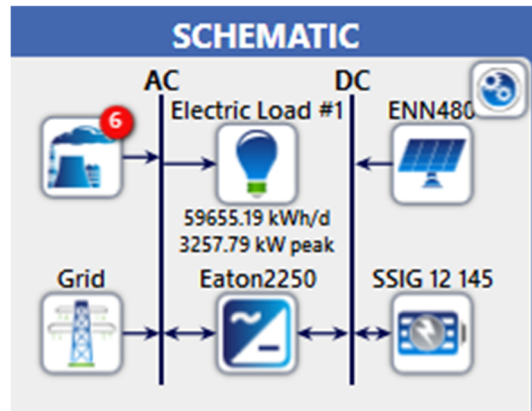 SCHEMATIC
AC
DC
6
Electric Load #1
ENN480
59655.19 kWh/d
3257.79 kW peak
Grid
Eaton2250
SSIG 12 145